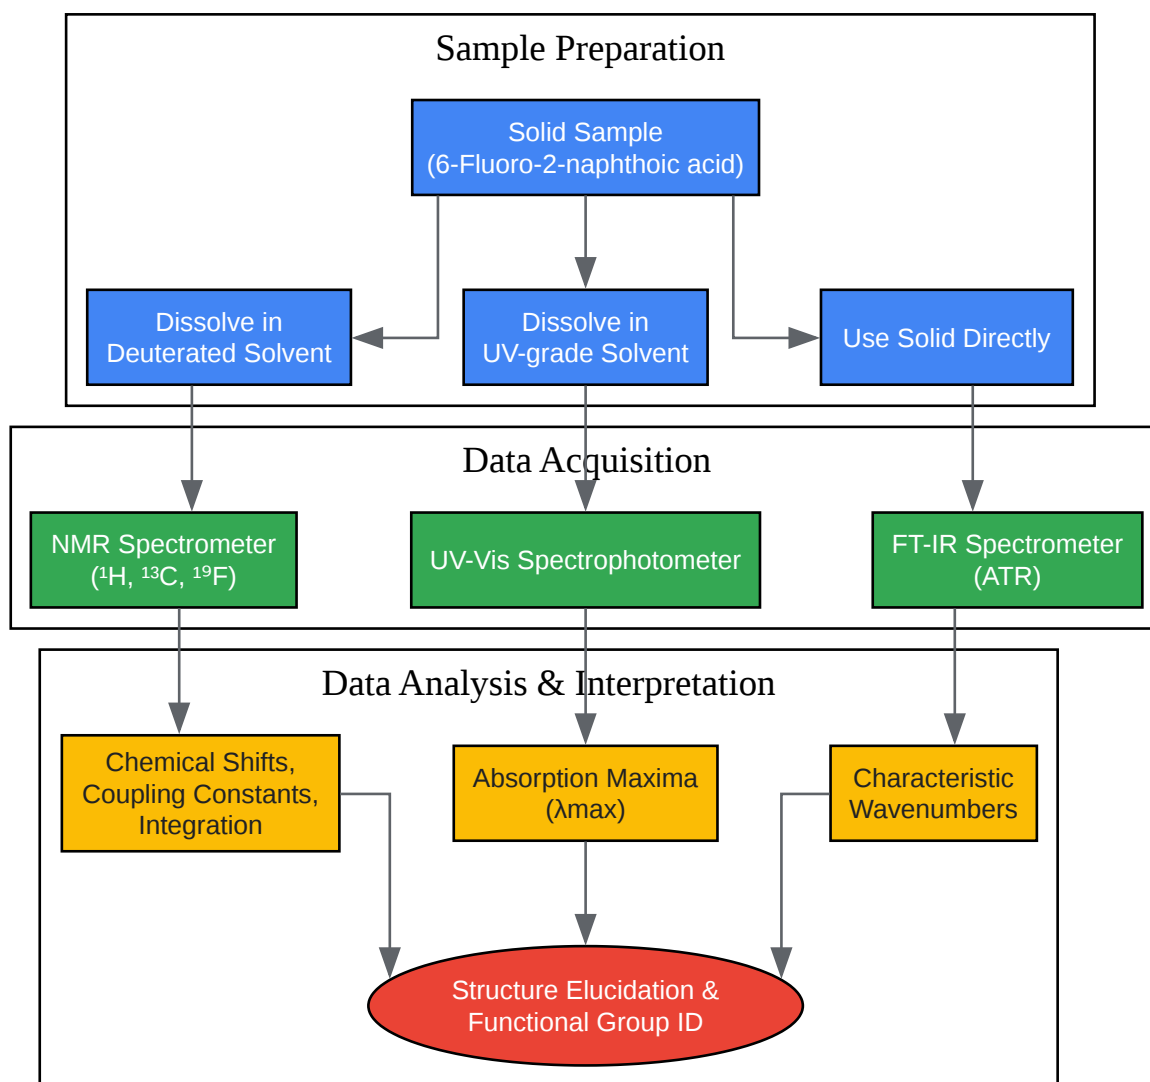 Sample Preparation
Solid Sample
(6-Fluoro-2-naphthoic acid)
Dissolve in
Deuterated Solvent
Dissolve in
UV-grade Solvent
Use Solid Directly
Data Acquisition
NMR Spectrometer
(¹H, ¹³C, ¹⁹F)
UV-Vis Spectrophotometer
FT-IR Spectrometer
(ATR)
Data Analysis & Interpretation
Chemical Shifts,
Coupling Constants,
Integration
Absorption Maxima
(λmax)
Characteristic
Wavenumbers
Structure Elucidation &
Functional Group ID